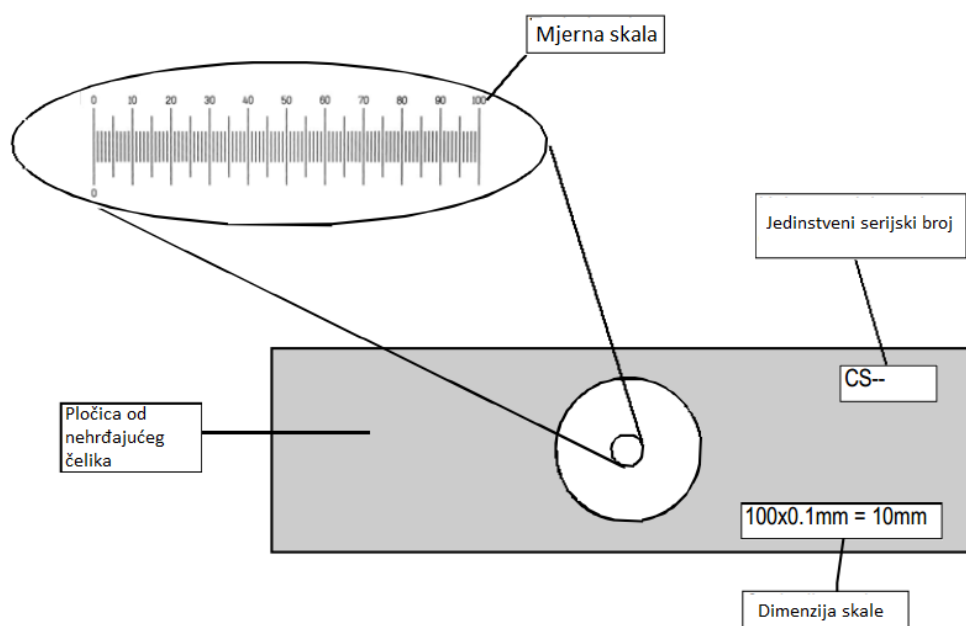 Mjerna skala
0 10 20 30 40 50 60 70 80 90 100
0
Jedinstveni serijski broj
CS--
Pločica od
nehrđajućeg
čelika
100x0.1mm = 10mm
Dimenzija skale